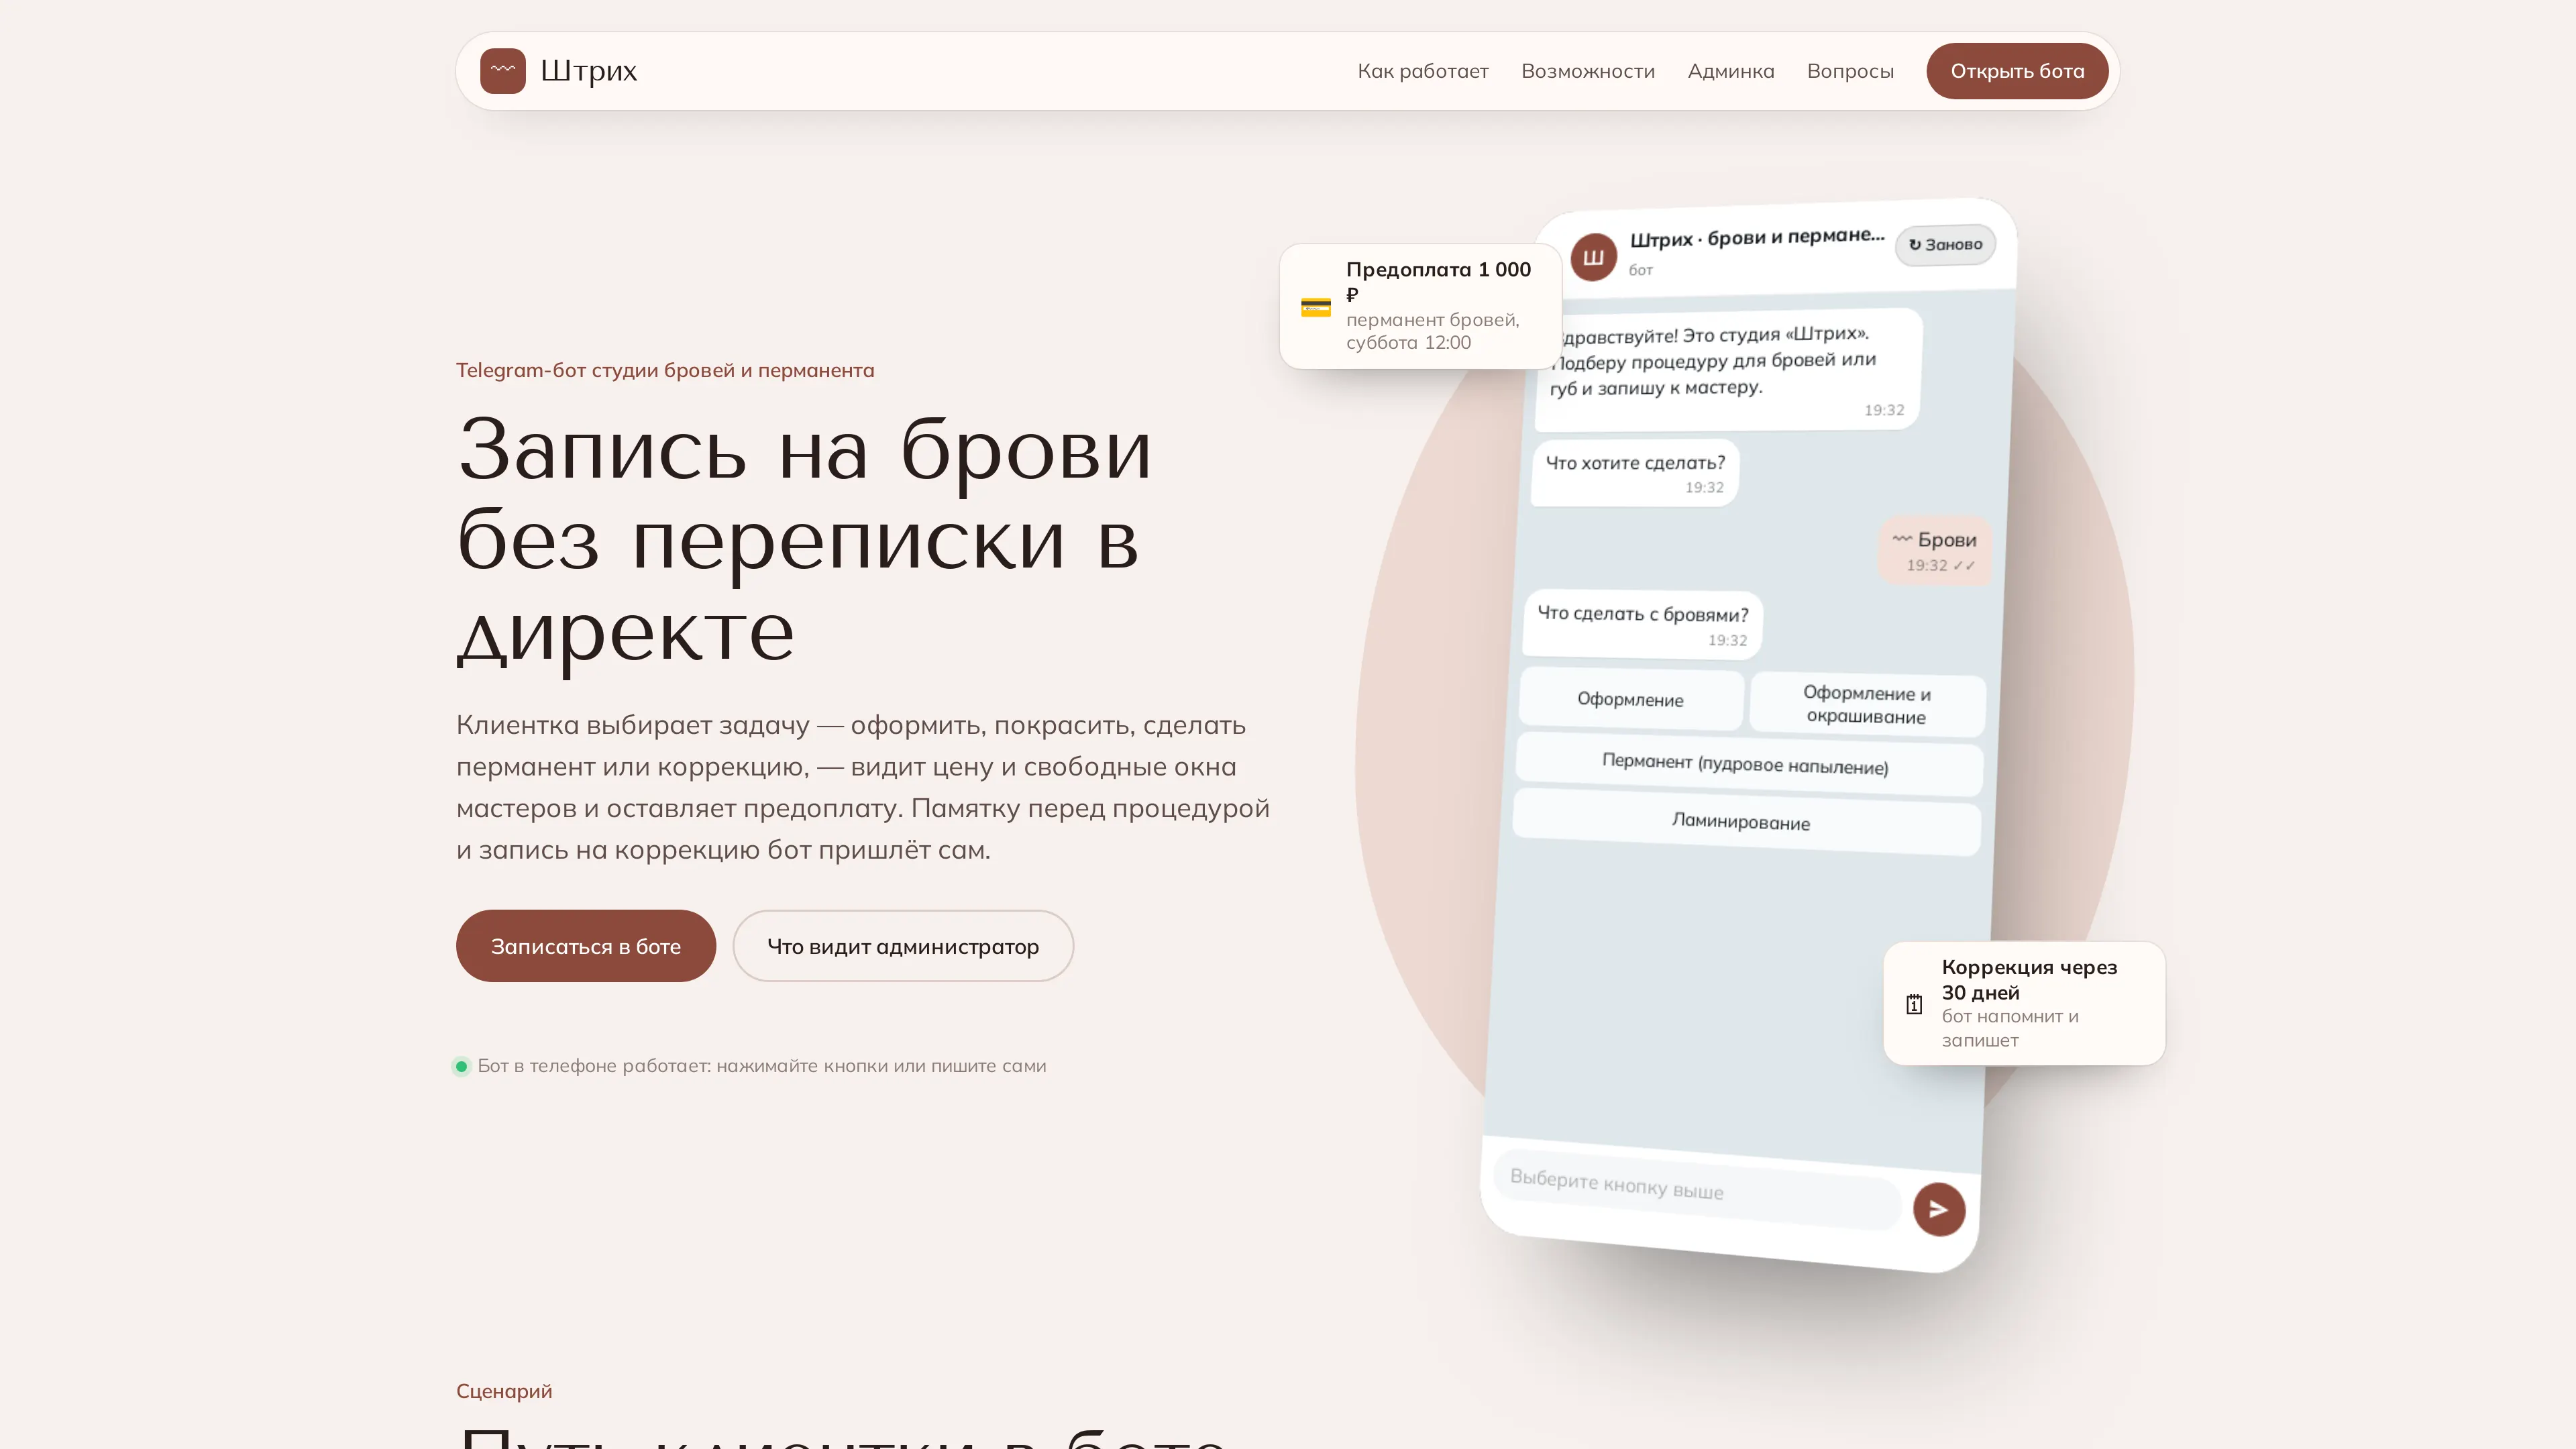 Штрих
Как работает
Возможности
Админка
Вопросы
Открыть бота
Telegram-бот студии бровей и перманента
Запись на брови
без переписки в
директе
Клиентка выбирает задачу — оформить, покрасить, сделать
перманент или коррекцию, — видит цену и свободные окна
мастеров и оставляет предоплату. Памятку перед процедурой
и запись на коррекцию бот пришлёт сам.
Записаться в боте
Что видит администратор
Бот в телефоне работает: нажимайте кнопки или пишите сами
Предоплата 1 000
₽
перманент бровей,
суббота 12:00
Ш
Штрих · брови и пермане...
бот
↻ Заново
дравствуйте! Это студия «Штрих».
Подберу процедуру для бровей или
губ и запишу к мастеру.
19:32
Что хотите сделать?
19:32
Брови
19:32 ✓✓
Что сделать с бровями?
19:32
Оформление
Оформление и
окрашивание
Перманент (пудровое напыление)
Ламинирование
Коррекция через
30 дней
бот напомнит и
запишет
Выберите кнопку выше
Сценарий
Путь клиентки в боте